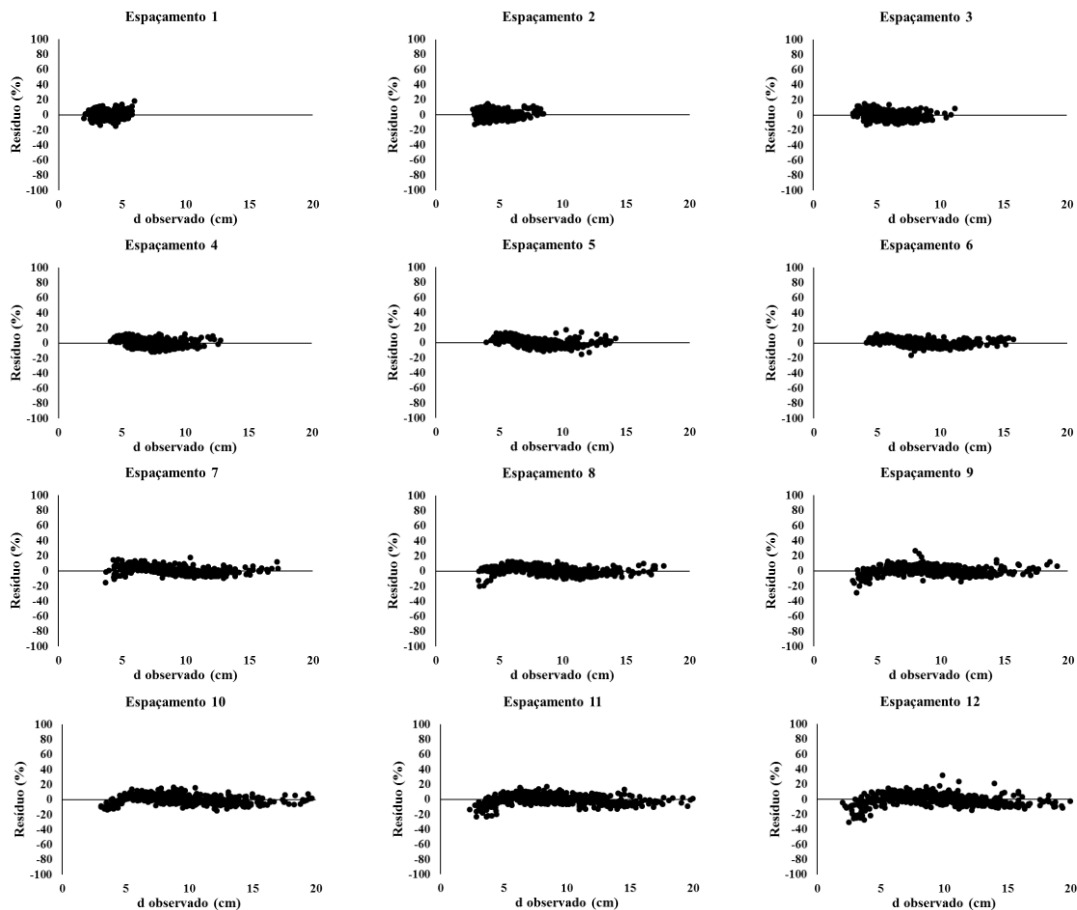 Espaçamento 1
100
80
60
40
20
0
-20
-40
-60
-80
-100
Resíduo (%)
0 5 10 15 20
d observado (cm)
Espaçamento 2
100
80
60
40
20
0
-20
-40
-60
-80
-100
Resíduo (%)
0 5 10 15 20
d observado (cm)
Espaçamento 3
100
80
60
40
20
0
-20
-40
-60
-80
-100
Resíduo (%)
0 5 10 15 20
d observado (cm)
Espaçamento 4
100
80
60
40
20
0
-20
-40
-60
-80
-100
Resíduo (%)
0 5 10 15 20
d observado (cm)
Espaçamento 5
100
80
60
40
20
0
-20
-40
-60
-80
-100
Resíduo (%)
0 5 10 15 20
d observado (cm)
Espaçamento 6
100
80
60
40
20
0
-20
-40
-60
-80
-100
Resíduo (%)
0 5 10 15 20
d observado (cm)
Espaçamento 7
100
80
60
40
20
0
-20
-40
-60
-80
-100
Resíduo (%)
0 5 10 15 20
d observado (cm)
Espaçamento 8
100
80
60
40
20
0
-20
-40
-60
-80
-100
Resíduo (%)
0 5 10 15 20
d observado (cm)
Espaçamento 9
100
80
60
40
20
0
-20
-40
-60
-80
-100
Resíduo (%)
0 5 10 15 20
d observado (cm)
Espaçamento 10
100
80
60
40
20
0
-20
-40
-60
-80
-100
Resíduo (%)
0 5 10 15 20
d observado (cm)
Espaçamento 11
100
80
60
40
20
0
-20
-40
-60
-80
-100
Resíduo (%)
0 5 10 15 20
d observado (cm)
Espaçamento 12
100
80
60
40
20
0
-20
-40
-60
-80
-100
Resíduo (%)
0 5 10 15 20
d observado (cm)